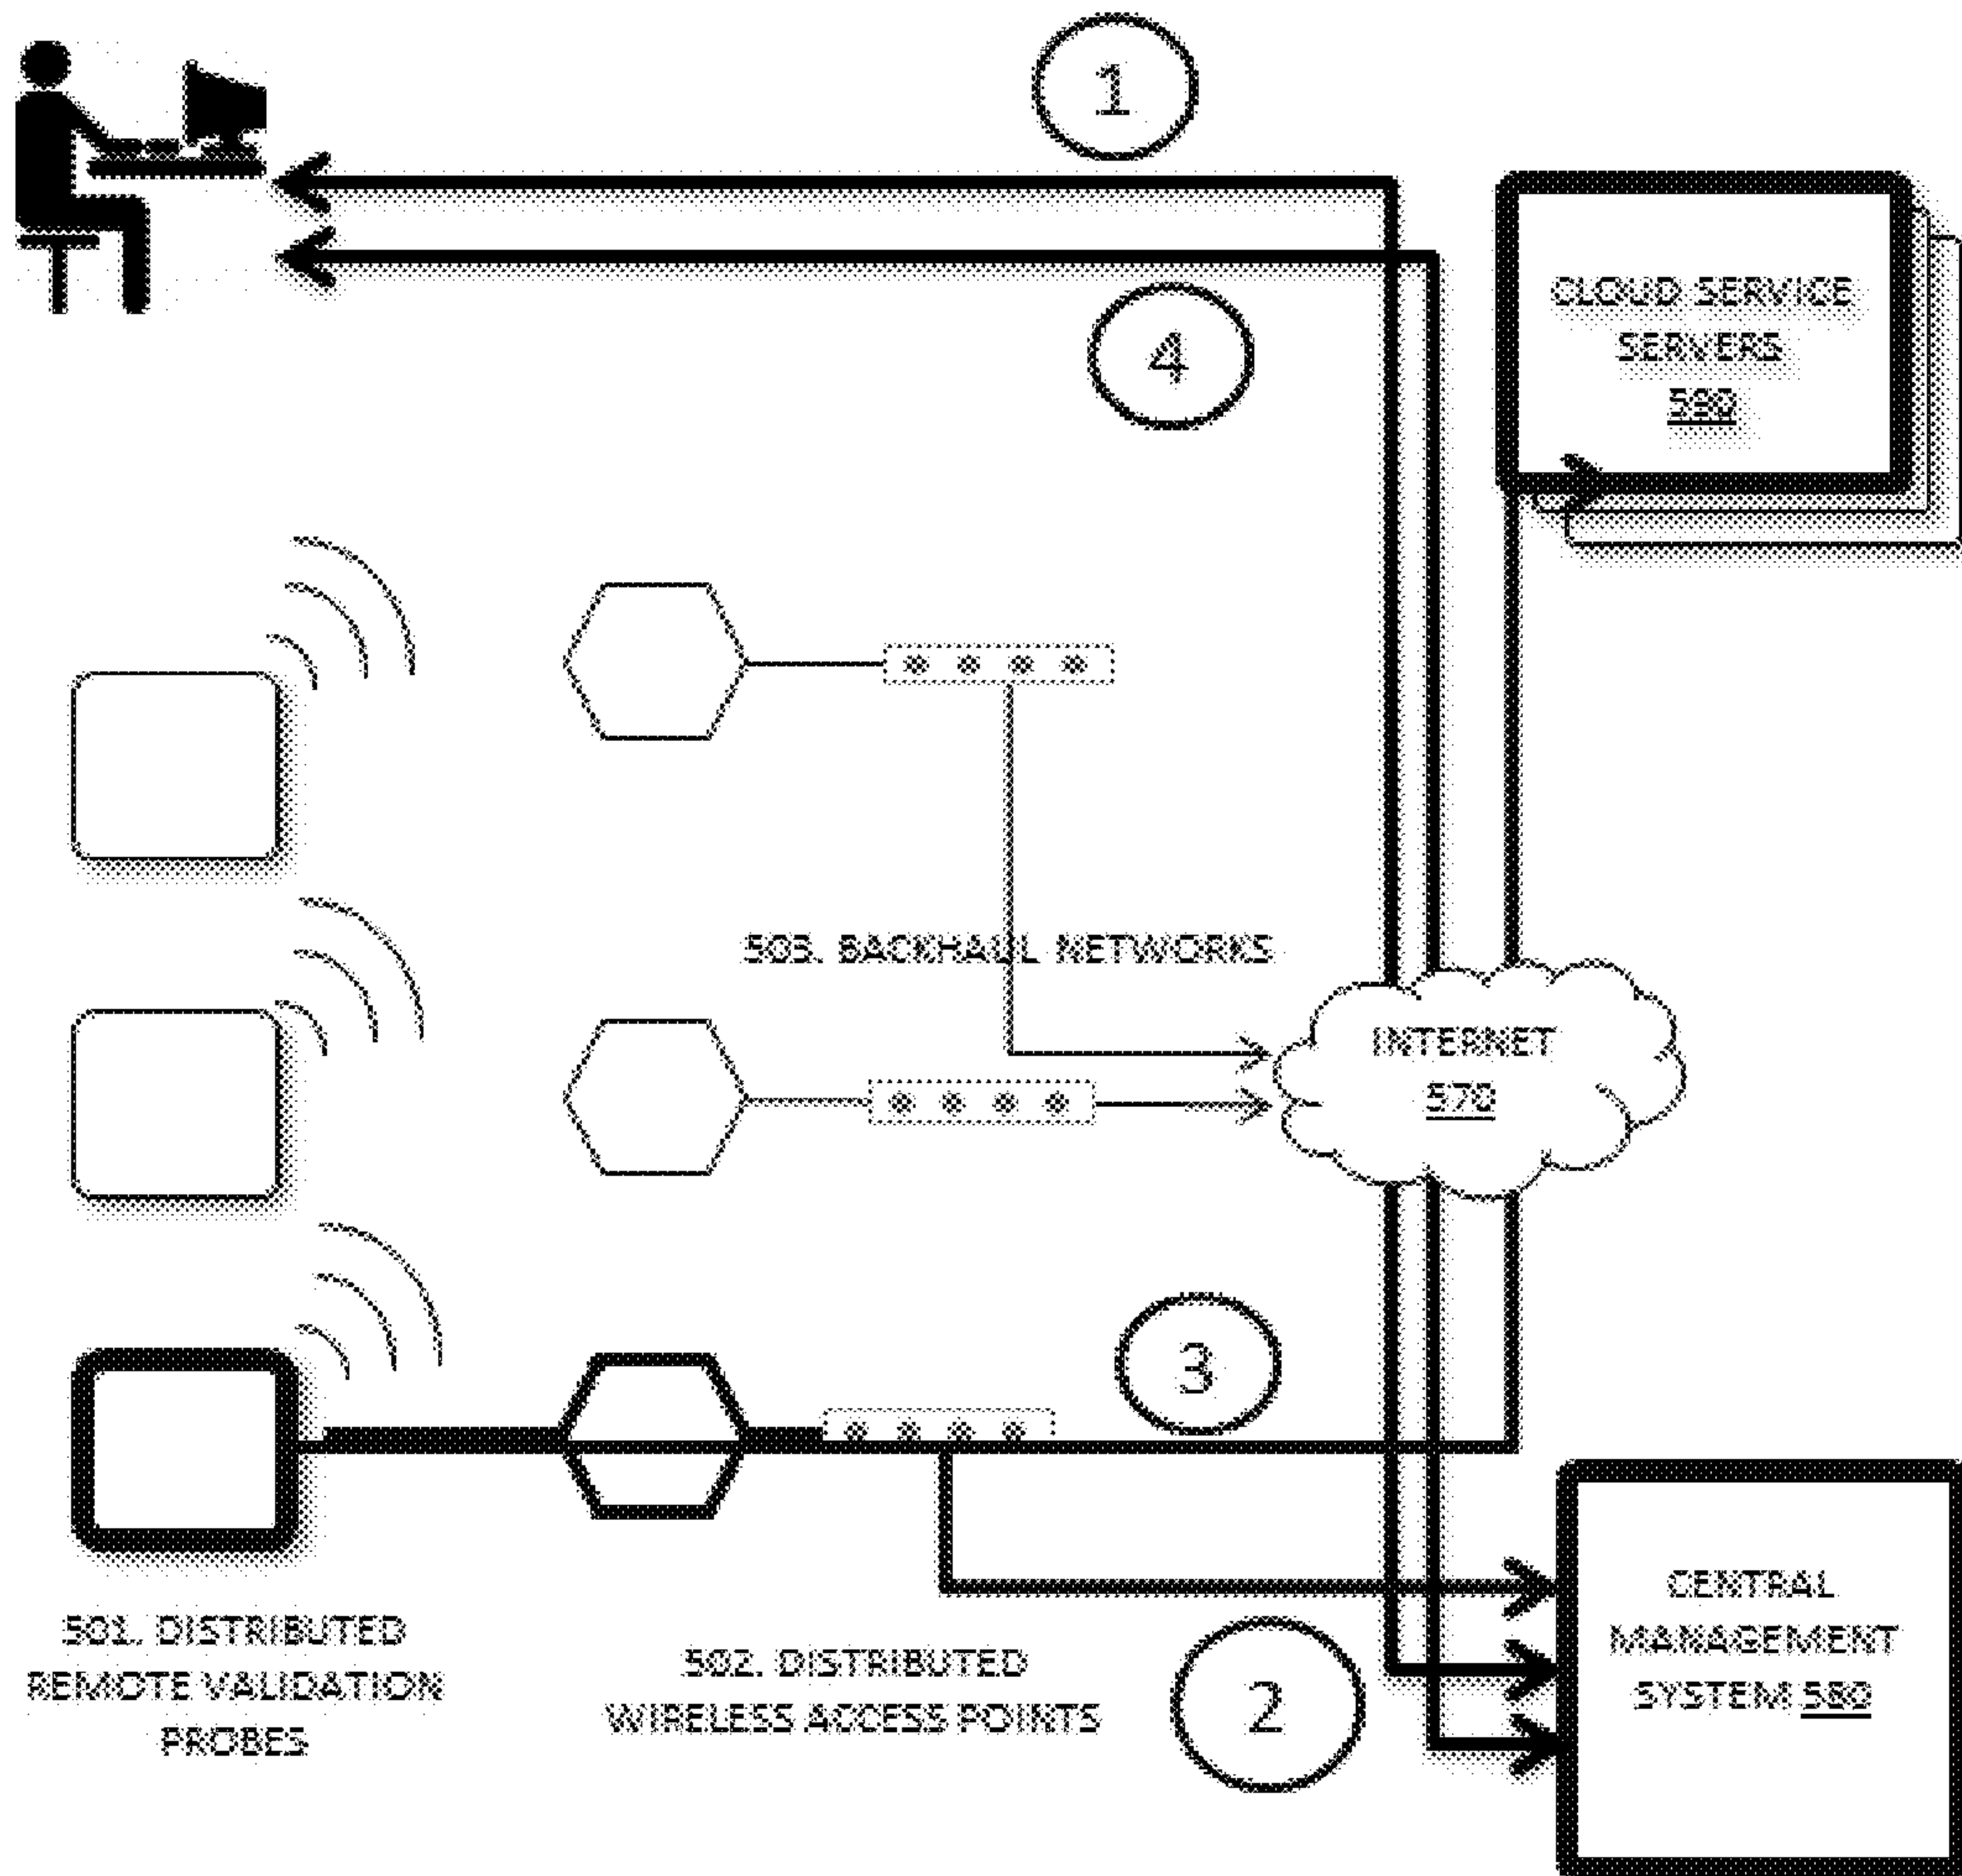 1
4
CLOUD SERVICE
SERVERS
590
503. BACKHAUL NETWORKS
INTERNET
570
3
501. DISTRIBUTED
REMOTE VALIDATION
PROBES
502. DISTRIBUTED
WIRELESS ACCESS POINTS
2
CENTRAL
MANAGEMENT
SYSTEM 580